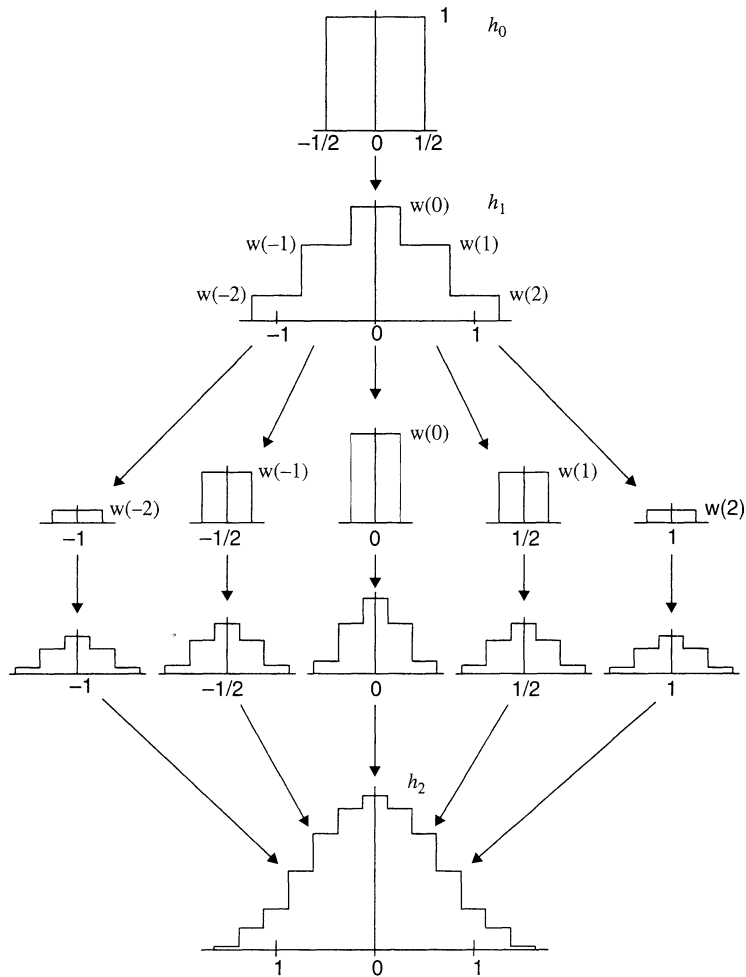 1 h₀
−1/2 0 1/2
w(0) h₁
w(−1) w(1)
w(−2) w(2)
−1 0 1
w(0)
w(−1) w(1)
w(−2) w(2)
−1 −1/2 0 1/2 1
−1 −1/2 0 1/2 1
h₂
1 0 1